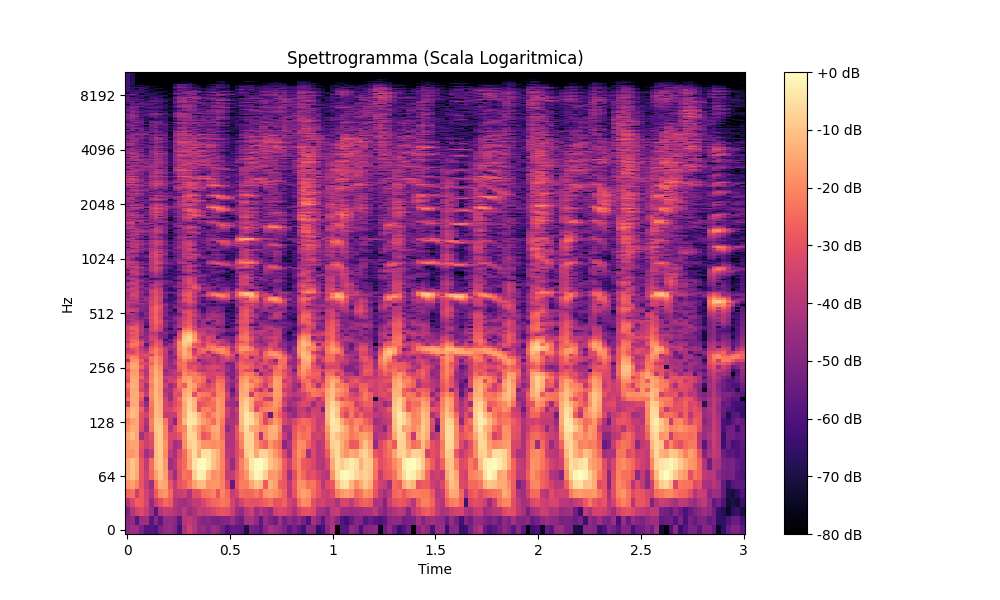 Spettrogramma (Scala Logaritmica)
Hz
8192
4096
2048
1024
512
256
128
64
0
0 0.5 1 1.5 2 2.5 3
Time
+0 dB
-10 dB
-20 dB
-30 dB
-40 dB
-50 dB
-60 dB
-70 dB
-80 dB